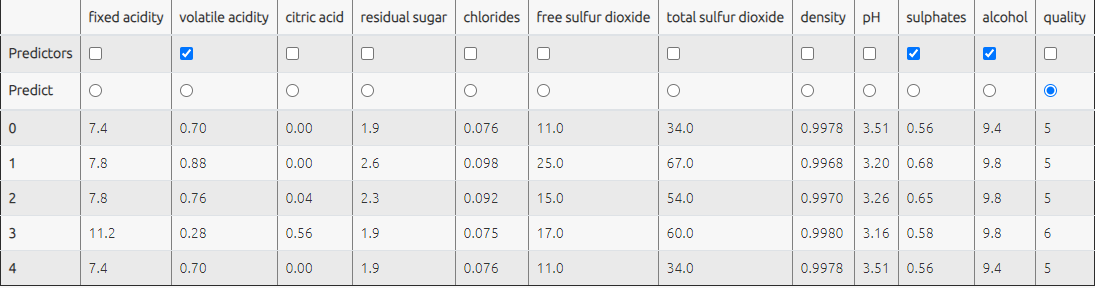 fixed acidity volatile acidity citric acid residual sugar chlorides free sulfur dioxide total sulfur dioxide density pH sulphates alcohol quality
Predictors
Predict
0 7.4 0.70 0.00 1.9 0.076 11.0 34.0 0.9978 3.51 0.56 9.4 5
1 7.8 0.88 0.00 2.6 0.098 25.0 67.0 0.9968 3.20 0.68 9.8 5
2 7.8 0.76 0.04 2.3 0.092 15.0 54.0 0.9970 3.26 0.65 9.8 5
3 11.2 0.28 0.56 1.9 0.075 17.0 60.0 0.9980 3.16 0.58 9.8 6
4 7.4 0.70 0.00 1.9 0.076 11.0 34.0 0.9978 3.51 0.56 9.4 5